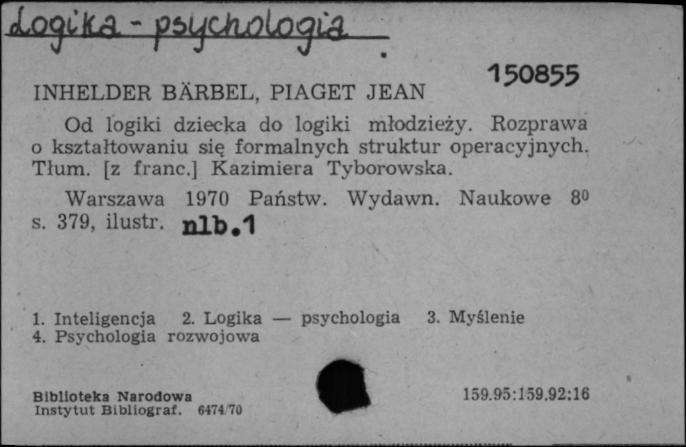 Logika - psychologia
150855
INHELDER BÄRBEL, PIAGET JEAN
Od logiki dziecka do logiki młodzieży. Rozprawa
o kształtowaniu się formalnych struktur operacyjnych.
Tłum. [z franc.] Kazimiera Tyborowska.
Warszawa 1970 Państw. Wydawn. Naukowe 8⁰
s. 379, ilustr. nlb.1
1. Inteligencja 2. Logika — psychologia 3. Myślenie
4. Psychologia rozwojowa
Biblioteka Narodowa 159.95:159.92:16
Instytut Bibliograf. 6474/70